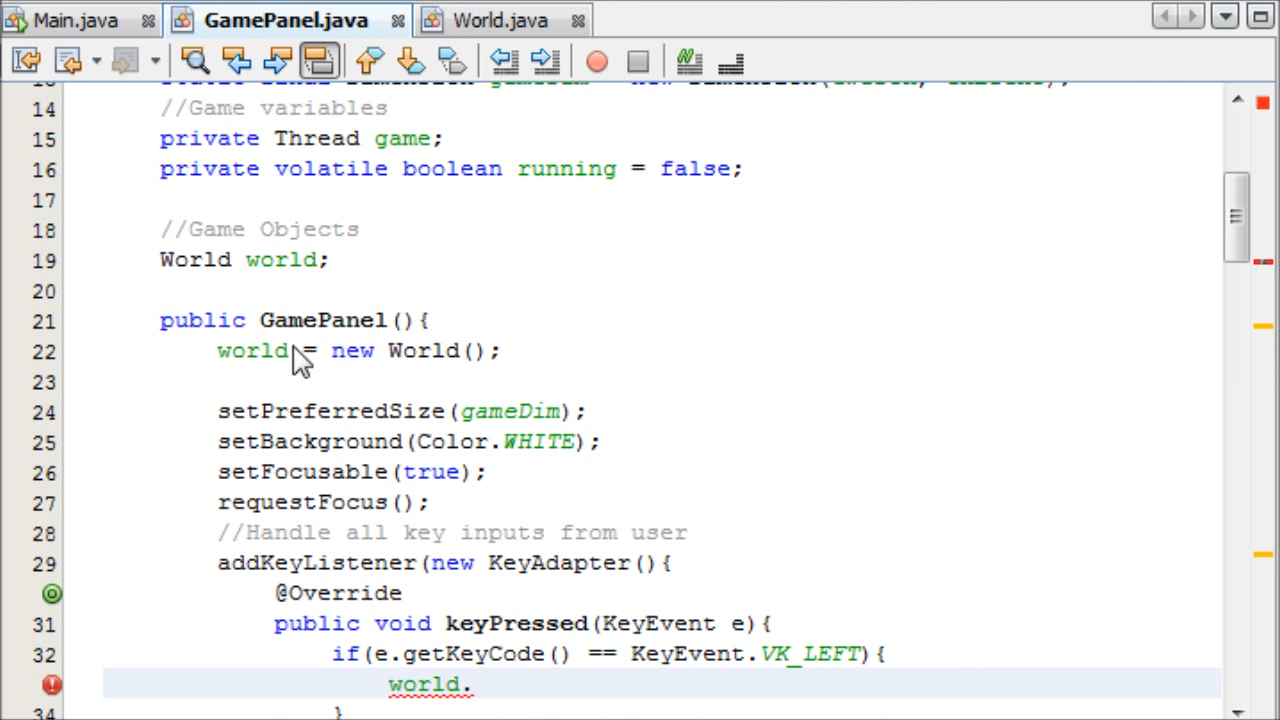 Main.java GamePanel.java World.java
14 //Game variables
15 private Thread game;
16 private volatile boolean running = false;
17
18 //Game Objects
19 World world;
20
21 public GamePanel(){
22 world = new World();
23
24 setPreferredSize(gameDim);
25 setBackground(Color.WHITE);
26 setFocusable(true);
27 requestFocus();
28 //Handle all key inputs from user
29 addKeyListener(new KeyAdapter(){
@Override
31 public void keyPressed(KeyEvent e){
32 if(e.getKeyCode() == KeyEvent.VK_LEFT){
world.
34 }